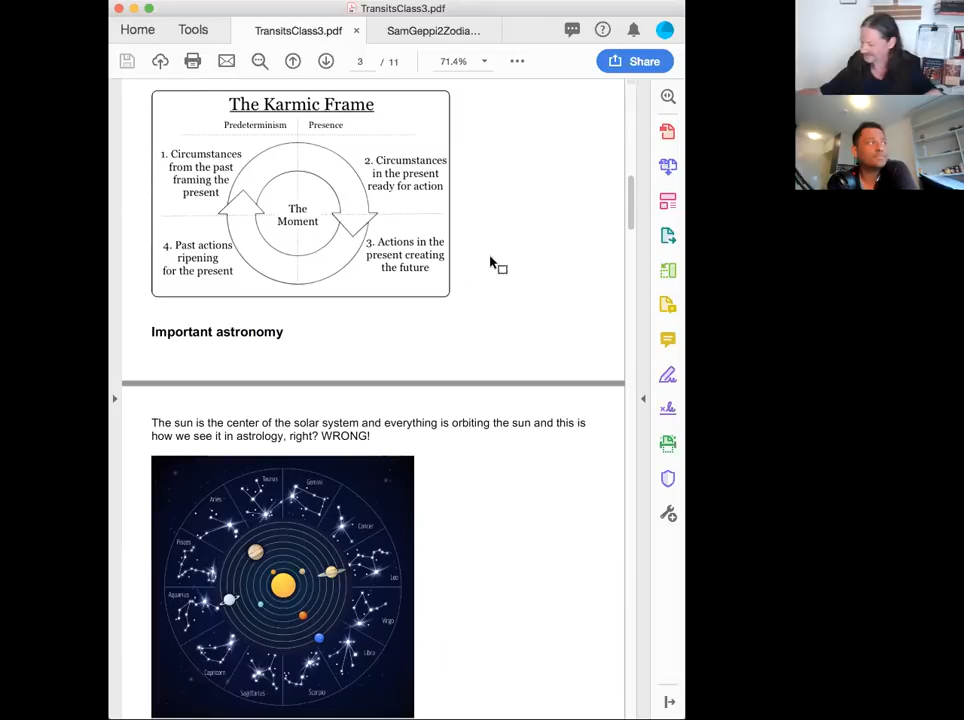 TransitsClass3.pdf
Home
Tools
TransitsClass3.pdf
×
SamGeppi2Zodia...
3 / 11
71.4%
Share
The Karmic Frame
Predeterminism
Presence
1. Circumstances
from the past
framing the
present
2. Circumstances
in the present
ready for action
The
Moment
4. Past actions
ripening
for the present
3. Actions in the
present creating
the future
Important astronomy
The sun is the center of the solar system and everything is orbiting the sun and this is
how we see it in astrology, right? WRONG!
Taurus
Gemini
Aries
Cancer
Pisces
Leo
Aquarius
Virgo
Libra
Capricorn
Sagittarius
Scorpio